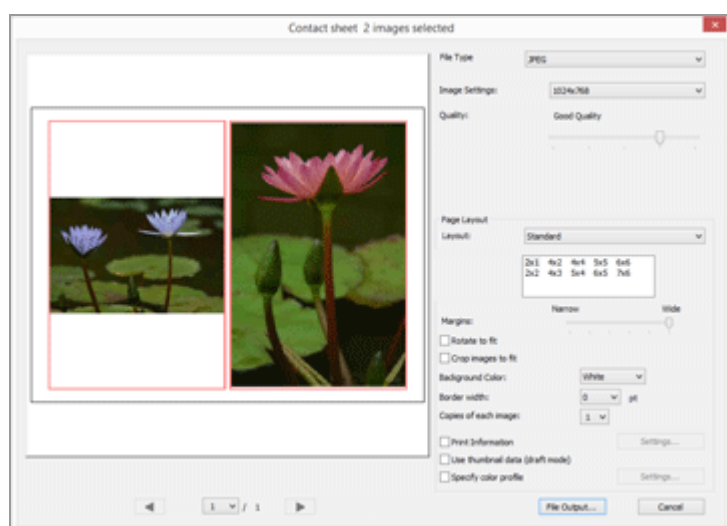 Contact sheet 2 images selected
File Type JPEG
Image Settings: 1024x768
Quality: Good Quality
Page Layout
Layout: Standard
2x1 4x2 4x4 5x5 6x6
2x2 4x3 5x4 6x5 7x6
Narrow Wide
Margins:
Rotate to fit
Crop images to fit
Background Color: White
Border width: 0 pt
Copies of each image: 1
Print Information Settings...
Use thumbnail data (draft mode)
Specify color profile Settings...
1 / 1
File Output... Cancel